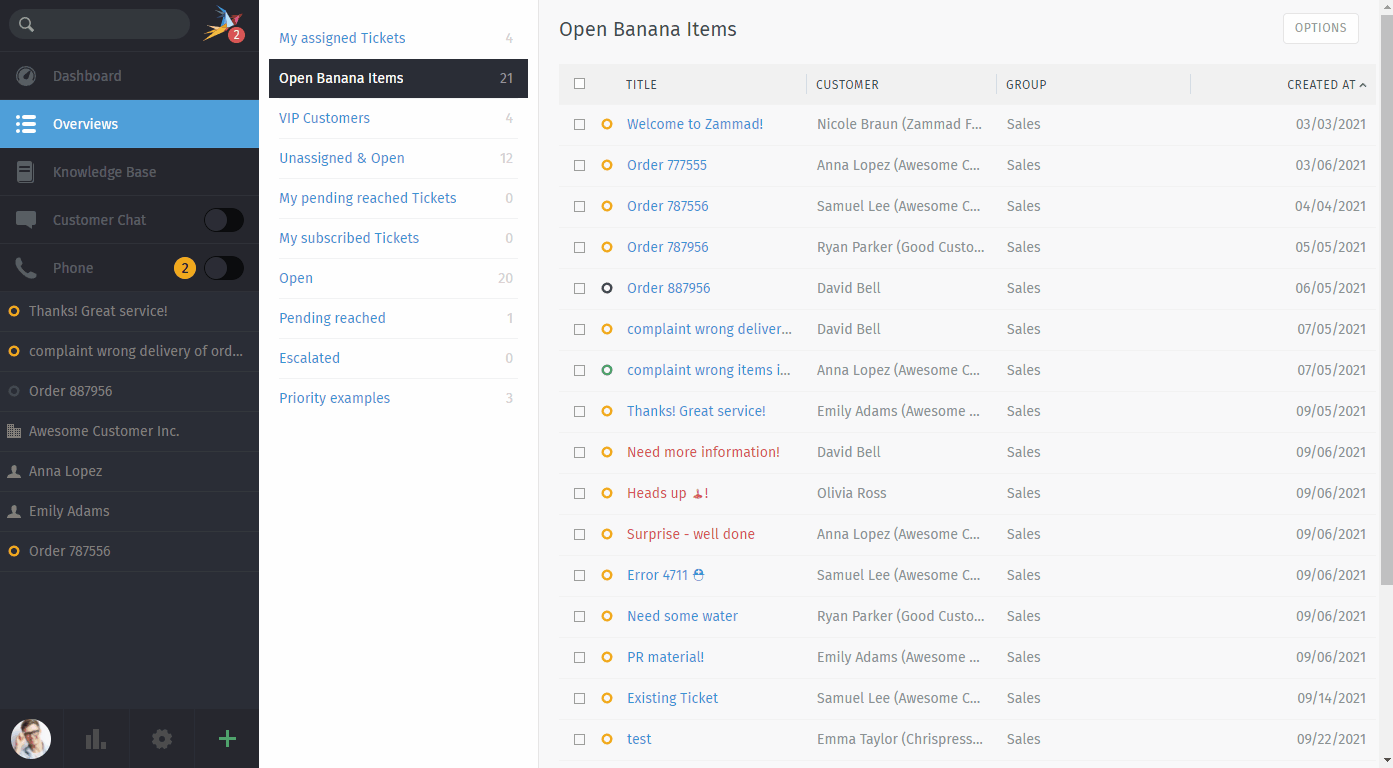 2
Dashboard
Overviews
Knowledge Base
Customer Chat
Phone 2
Thanks! Great service!
complaint wrong delivery of ord...
Order 887956
Awesome Customer Inc.
Anna Lopez
Emily Adams
Order 787556
My assigned Tickets 4
Open Banana Items 21
VIP Customers 4
Unassigned & Open 12
My pending reached Tickets 0
My subscribed Tickets 0
Open 20
Pending reached 1
Escalated 0
Priority examples 3
Open Banana Items OPTIONS
TITLE CUSTOMER GROUP CREATED AT
Welcome to Zammad! Nicole Braun (Zammad F... Sales 03/03/2021
Order 777555 Anna Lopez (Awesome C... Sales 03/06/2021
Order 787556 Samuel Lee (Awesome C... Sales 04/04/2021
Order 787956 Ryan Parker (Good Custo... Sales 05/05/2021
Order 887956 David Bell Sales 06/05/2021
complaint wrong deliver... David Bell Sales 07/05/2021
complaint wrong items i... Anna Lopez (Awesome C... Sales 07/05/2021
Thanks! Great service! Emily Adams (Awesome ... Sales 09/05/2021
Need more information! David Bell Sales 09/06/2021
Heads up ! Olivia Ross Sales 09/06/2021
Surprise - well done Anna Lopez (Awesome C... Sales 09/06/2021
Error 4711 Samuel Lee (Awesome C... Sales 09/06/2021
Need some water Ryan Parker (Good Custo... Sales 09/06/2021
PR material! Emily Adams (Awesome ... Sales 09/06/2021
Existing Ticket Samuel Lee (Awesome C... Sales 09/14/2021
test Emma Taylor (Chrispress... Sales 09/22/2021